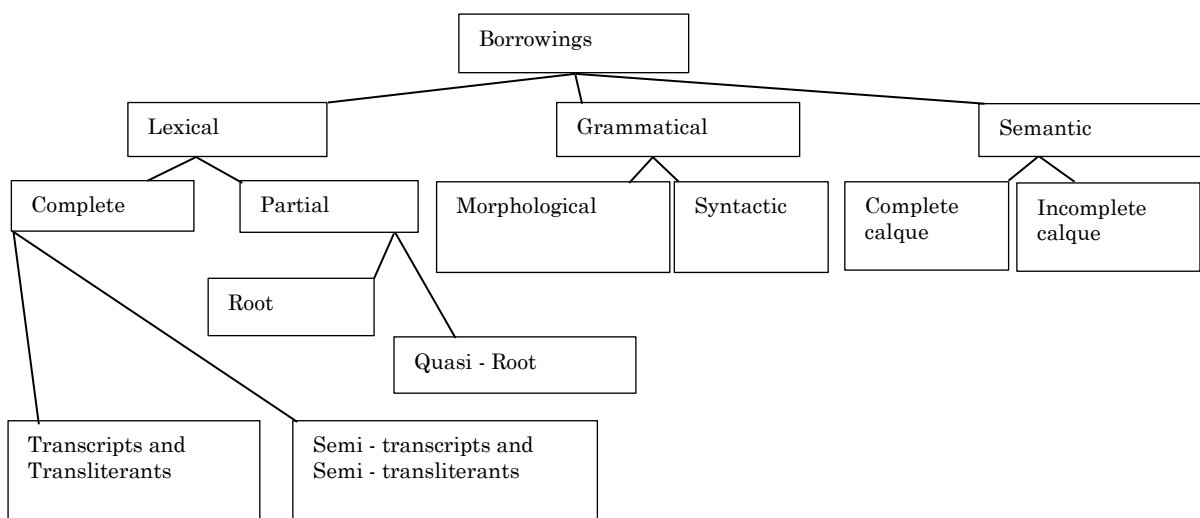 Borrowings
Lexical
Grammatical
Semantic
Complete
Partial
Morphological
Syntactic
Complete
calque
Incomplete
calque
Root
Quasi - Root
Transcripts and
Transliterants
Semi - transcripts and
Semi - transliterants